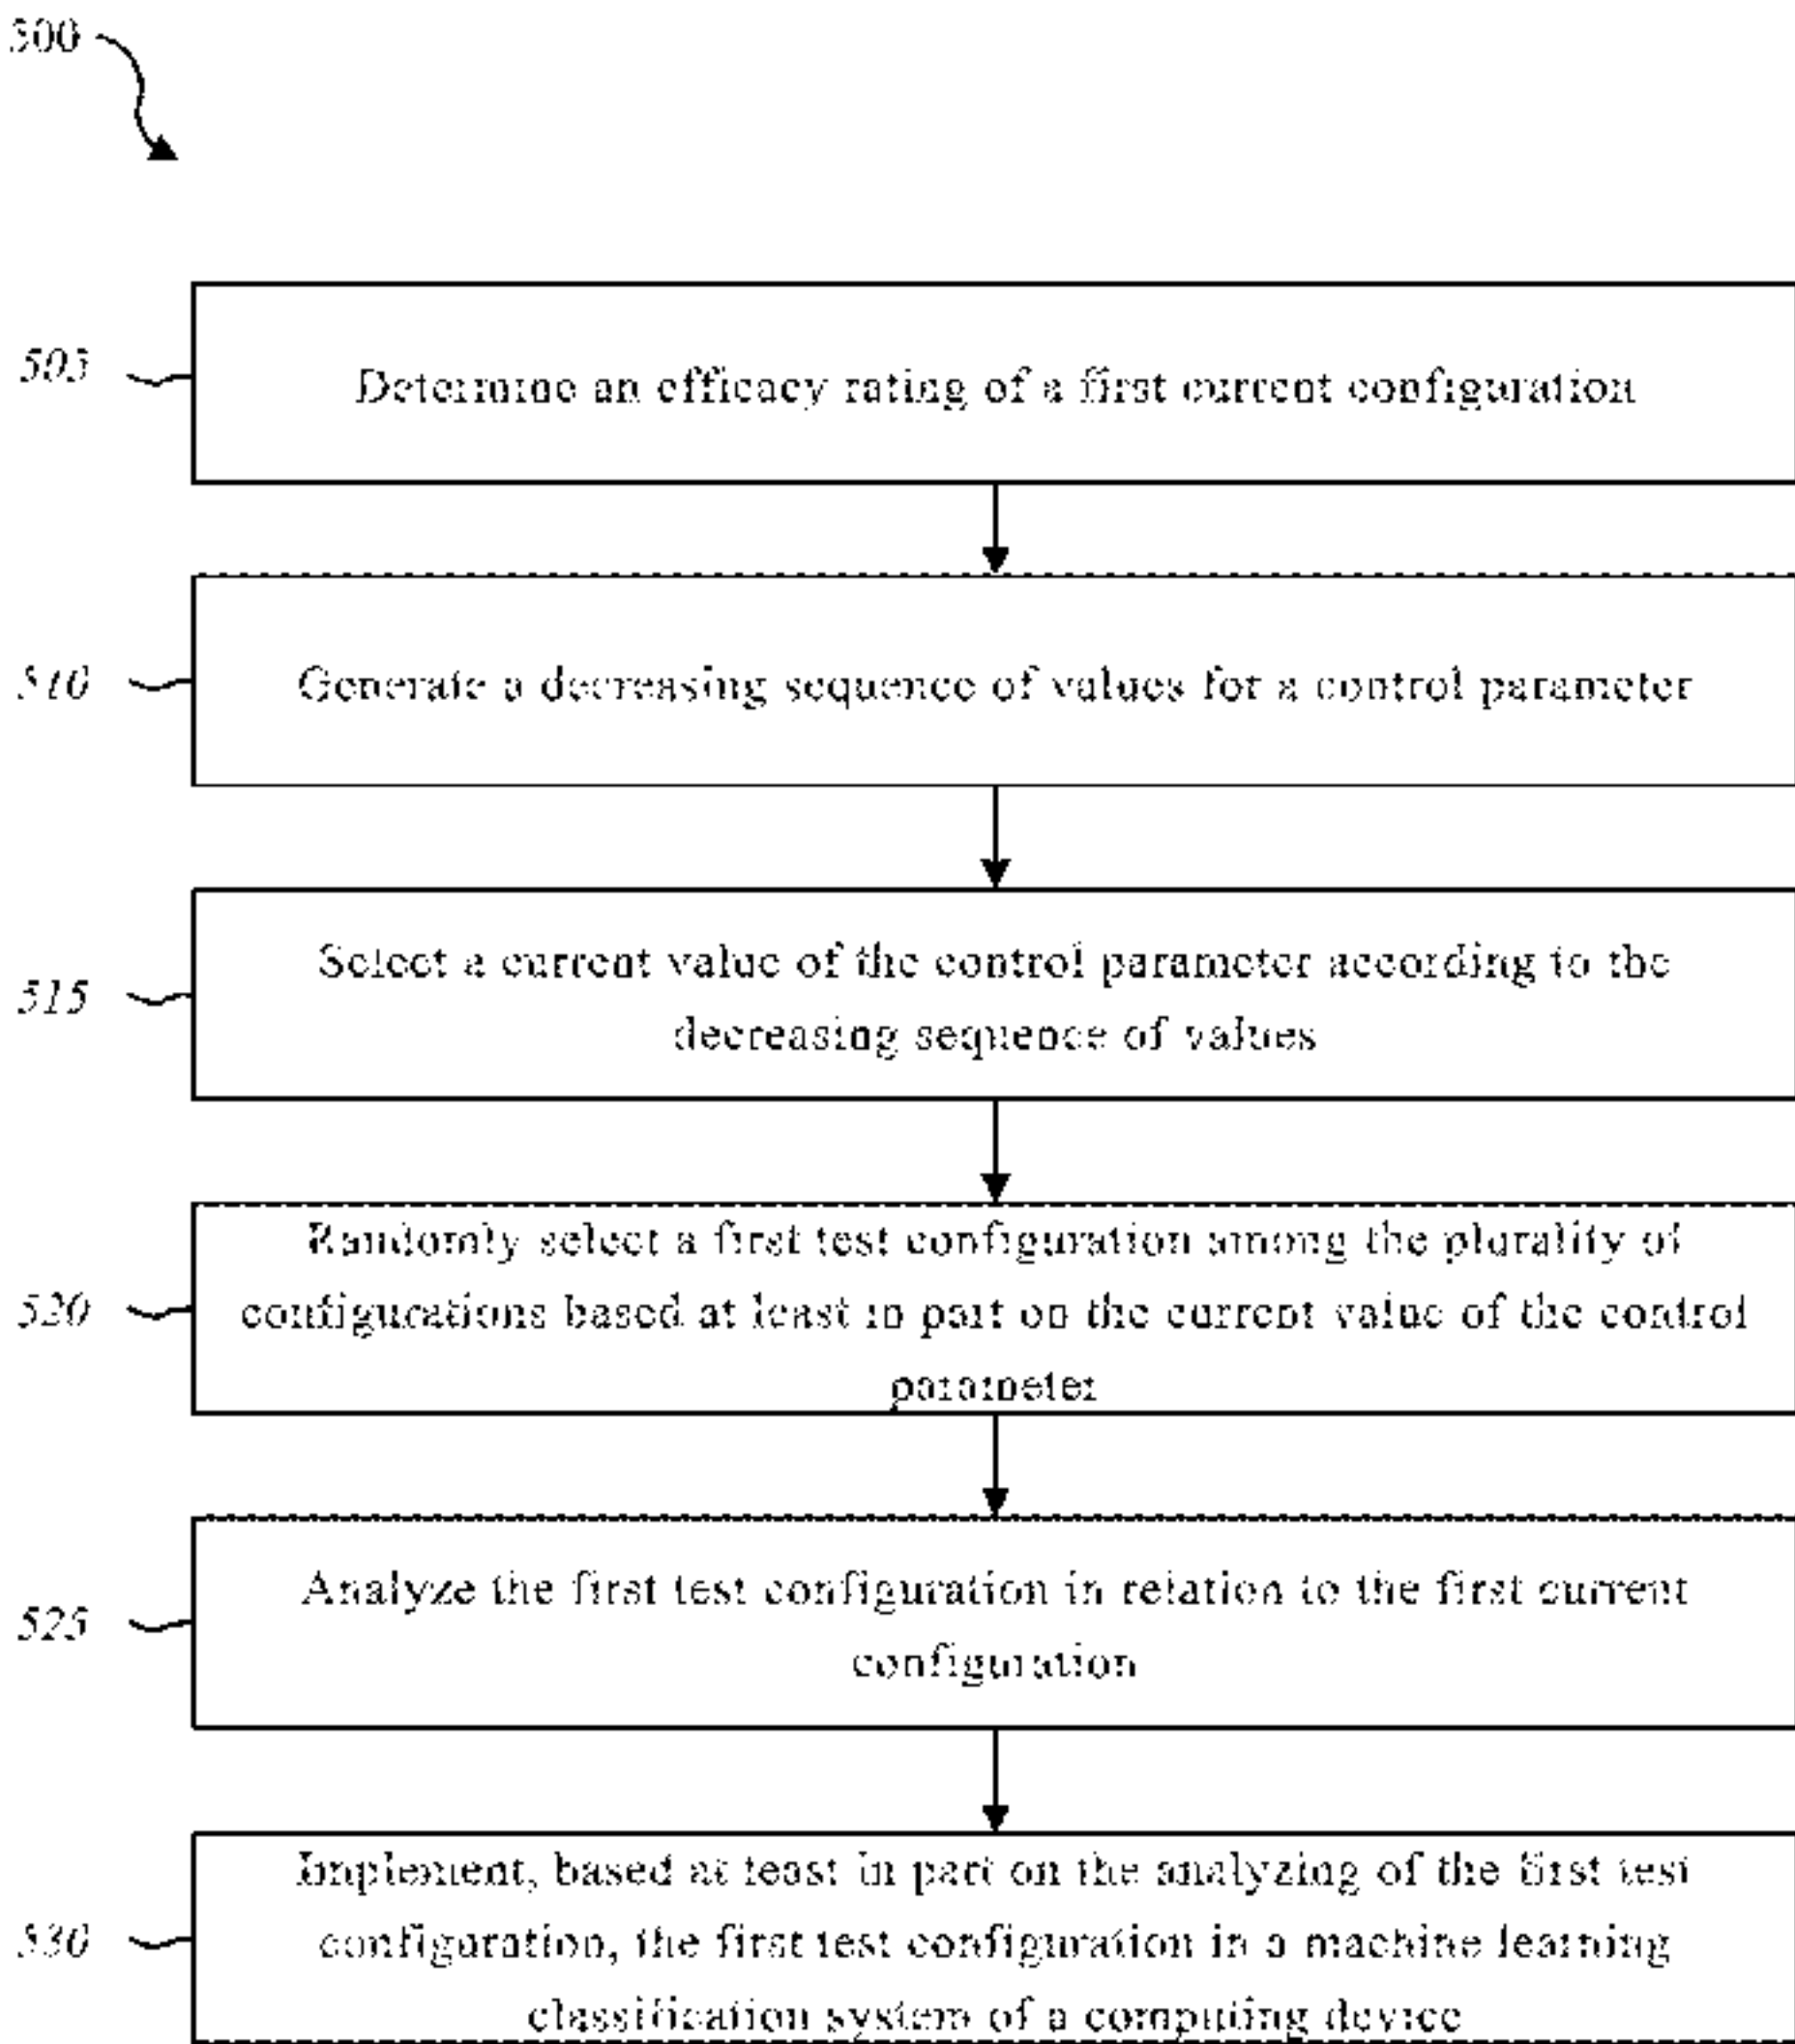 500
505
Determine an efficacy rating of a first current configuration
510
Generate a decreasing sequence of values for a control parameter
515
Select a current value of the control parameter according to the
decreasing sequence of values
520
Randomly select a first test configuration among the plurality of
configurations based at least in part on the current value of the control
parameter
525
Analyze the first test configuration in relation to the first current
configuration
530
Implement, based at least in part on the analyzing of the first test
configuration, the first test configuration in a machine learning
classification system of a computing device